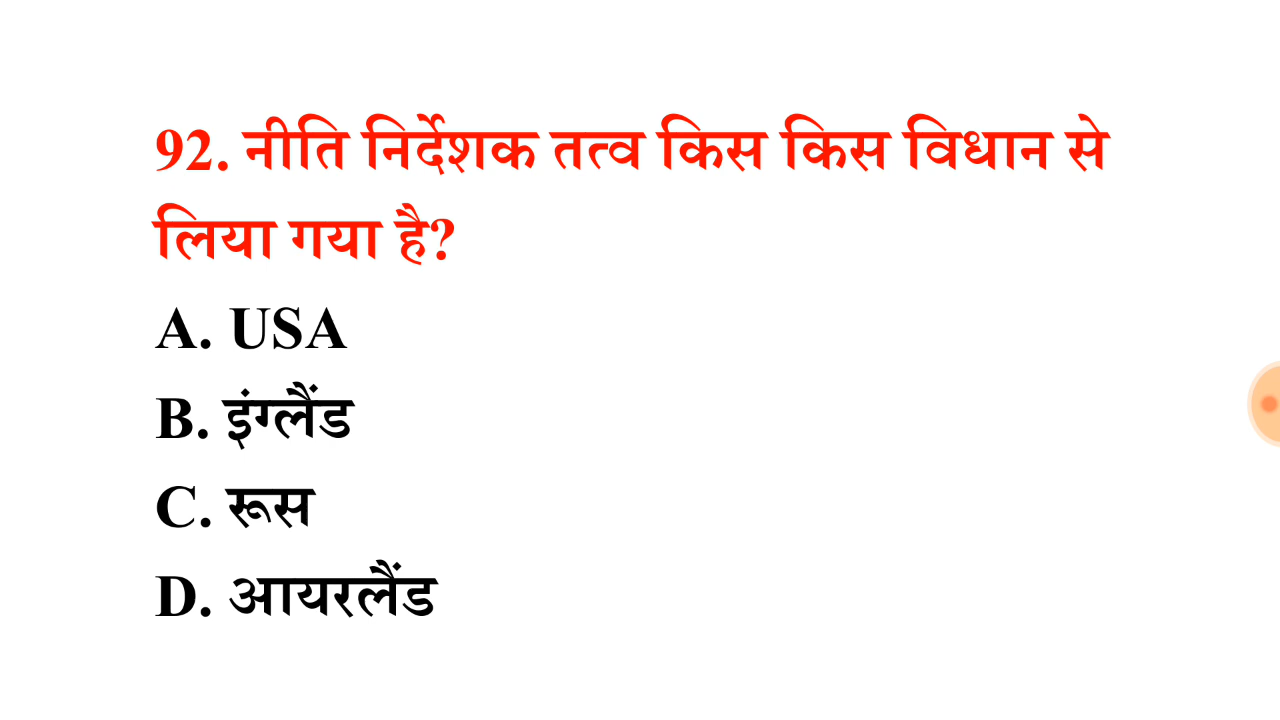 92. नीति निर्देशक तत्व किस किस विधान से
लिया गया है?
A. USA
B. इंग्लैंड
C. रूस
D. आयरलैंड